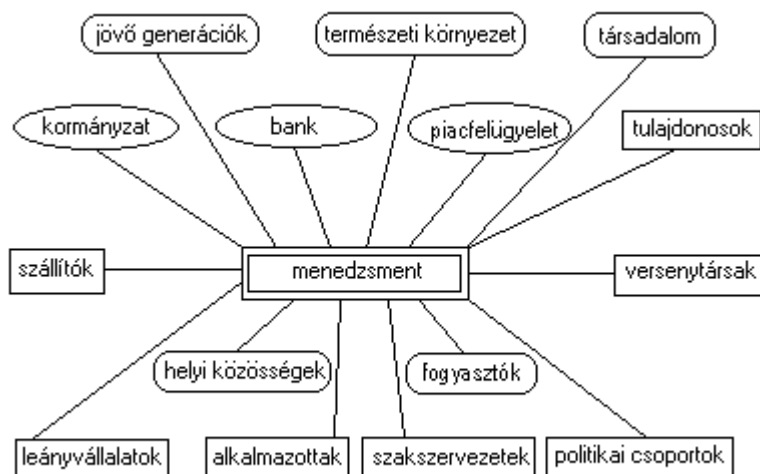 jövő generációk
természeti környezet
társadalom
kormányzat
bank
piacfelügyelet
tulajdonosok
szállítók
menedzsment
versenytársak
helyi közösségek
fogyasztók
leányvállalatok
alkalmazottak
szakszervezetek
politikai csoportok